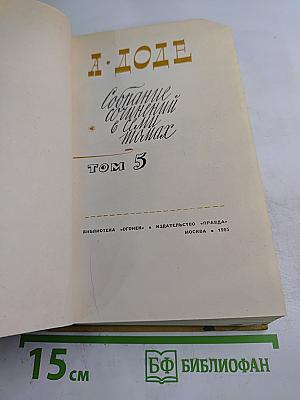 А · ДОДЕ
Собрание
сочинений
в семи
томах
ТОМ 5
БИБЛИОТЕКА «ОГОНЕК» • ИЗДАТЕЛЬСТВО «ПРАВДА»
МОСКВА • 1965
15 см
БФ БИБЛИОФАН